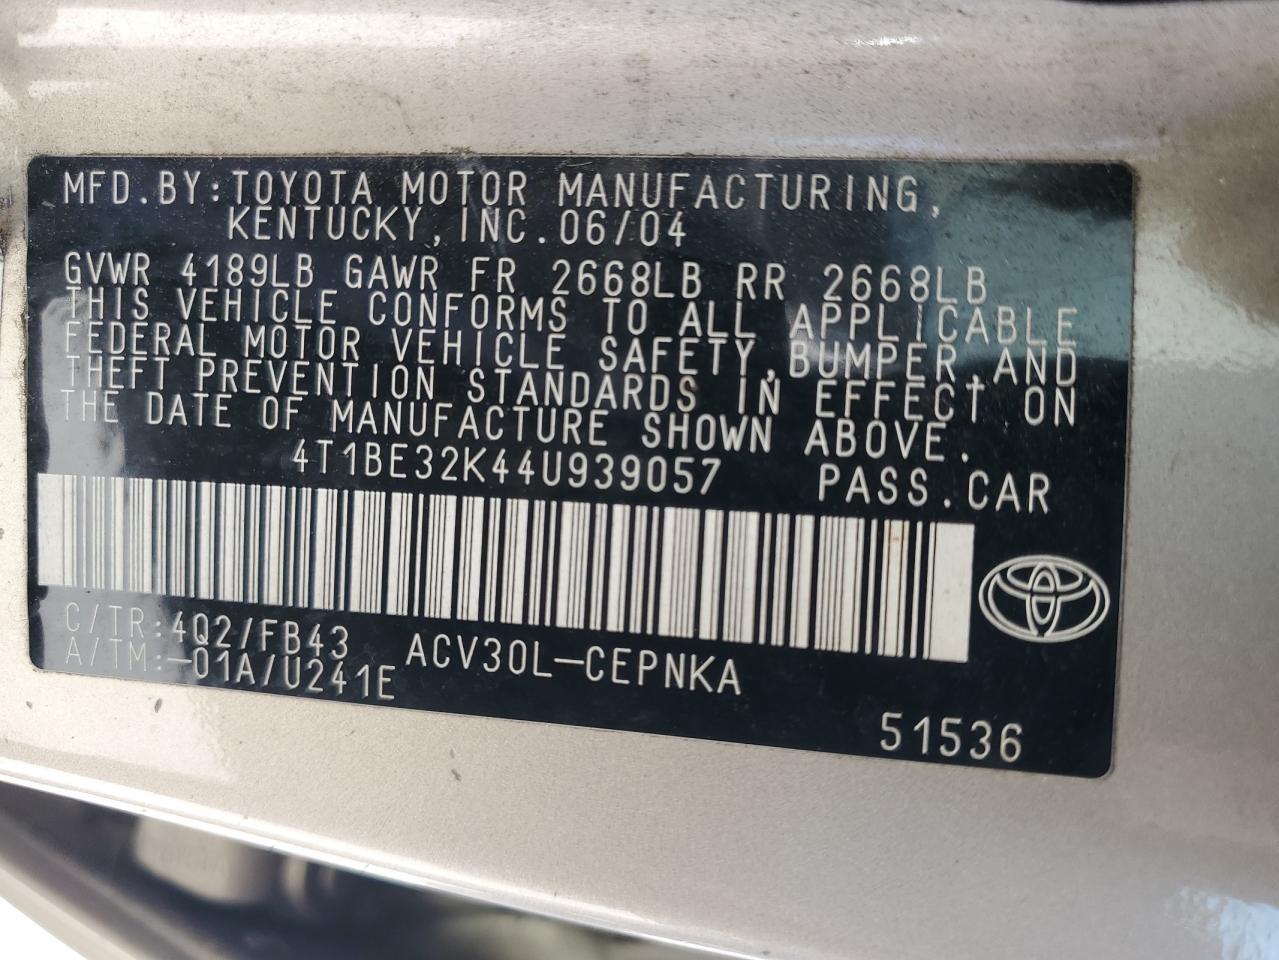 MFD.BY:TOYOTA MOTOR MANUFACTURING,
KENTUCKY,INC.06/04
GVWR 4189LB GAWR FR 2668LB RR 2668LB
THIS VEHICLE CONFORMS TO ALL APPLICABLE
FEDERAL MOTOR VEHICLE SAFETY,BUMPER,AND
THEFT PREVENTION STANDARDS IN EFFECT ON
THE DATE OF MANUFACTURE SHOWN ABOVE.
4T1BE32K44U939057 PASS.CAR
C/TR:4Q2/FB43 ACV30L-CEPNKA
A/TM:-01A/U241E
51536